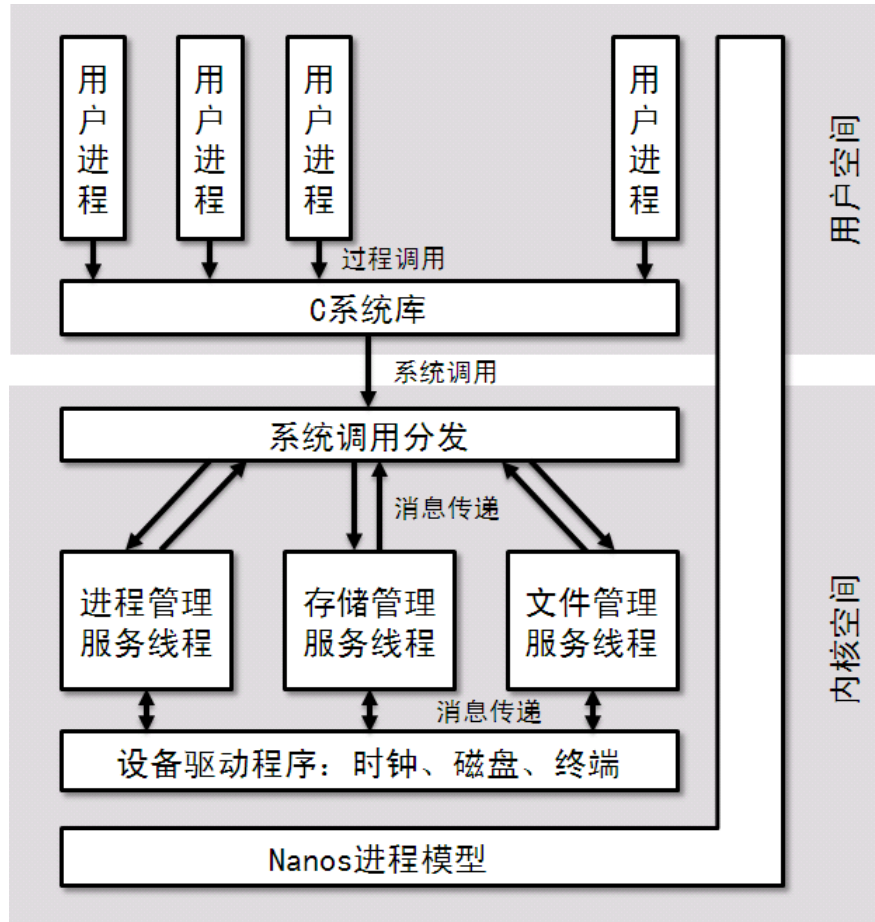 用户进程
用户进程
用户进程
用户进程
过程调用
C系统库
用户空间
系统调用
系统调用分发
消息传递
进程管理
服务线程
存储管理
服务线程
文件管理
服务线程
内核空间
消息传递
设备驱动程序：时钟、磁盘、终端
Nanos进程模型